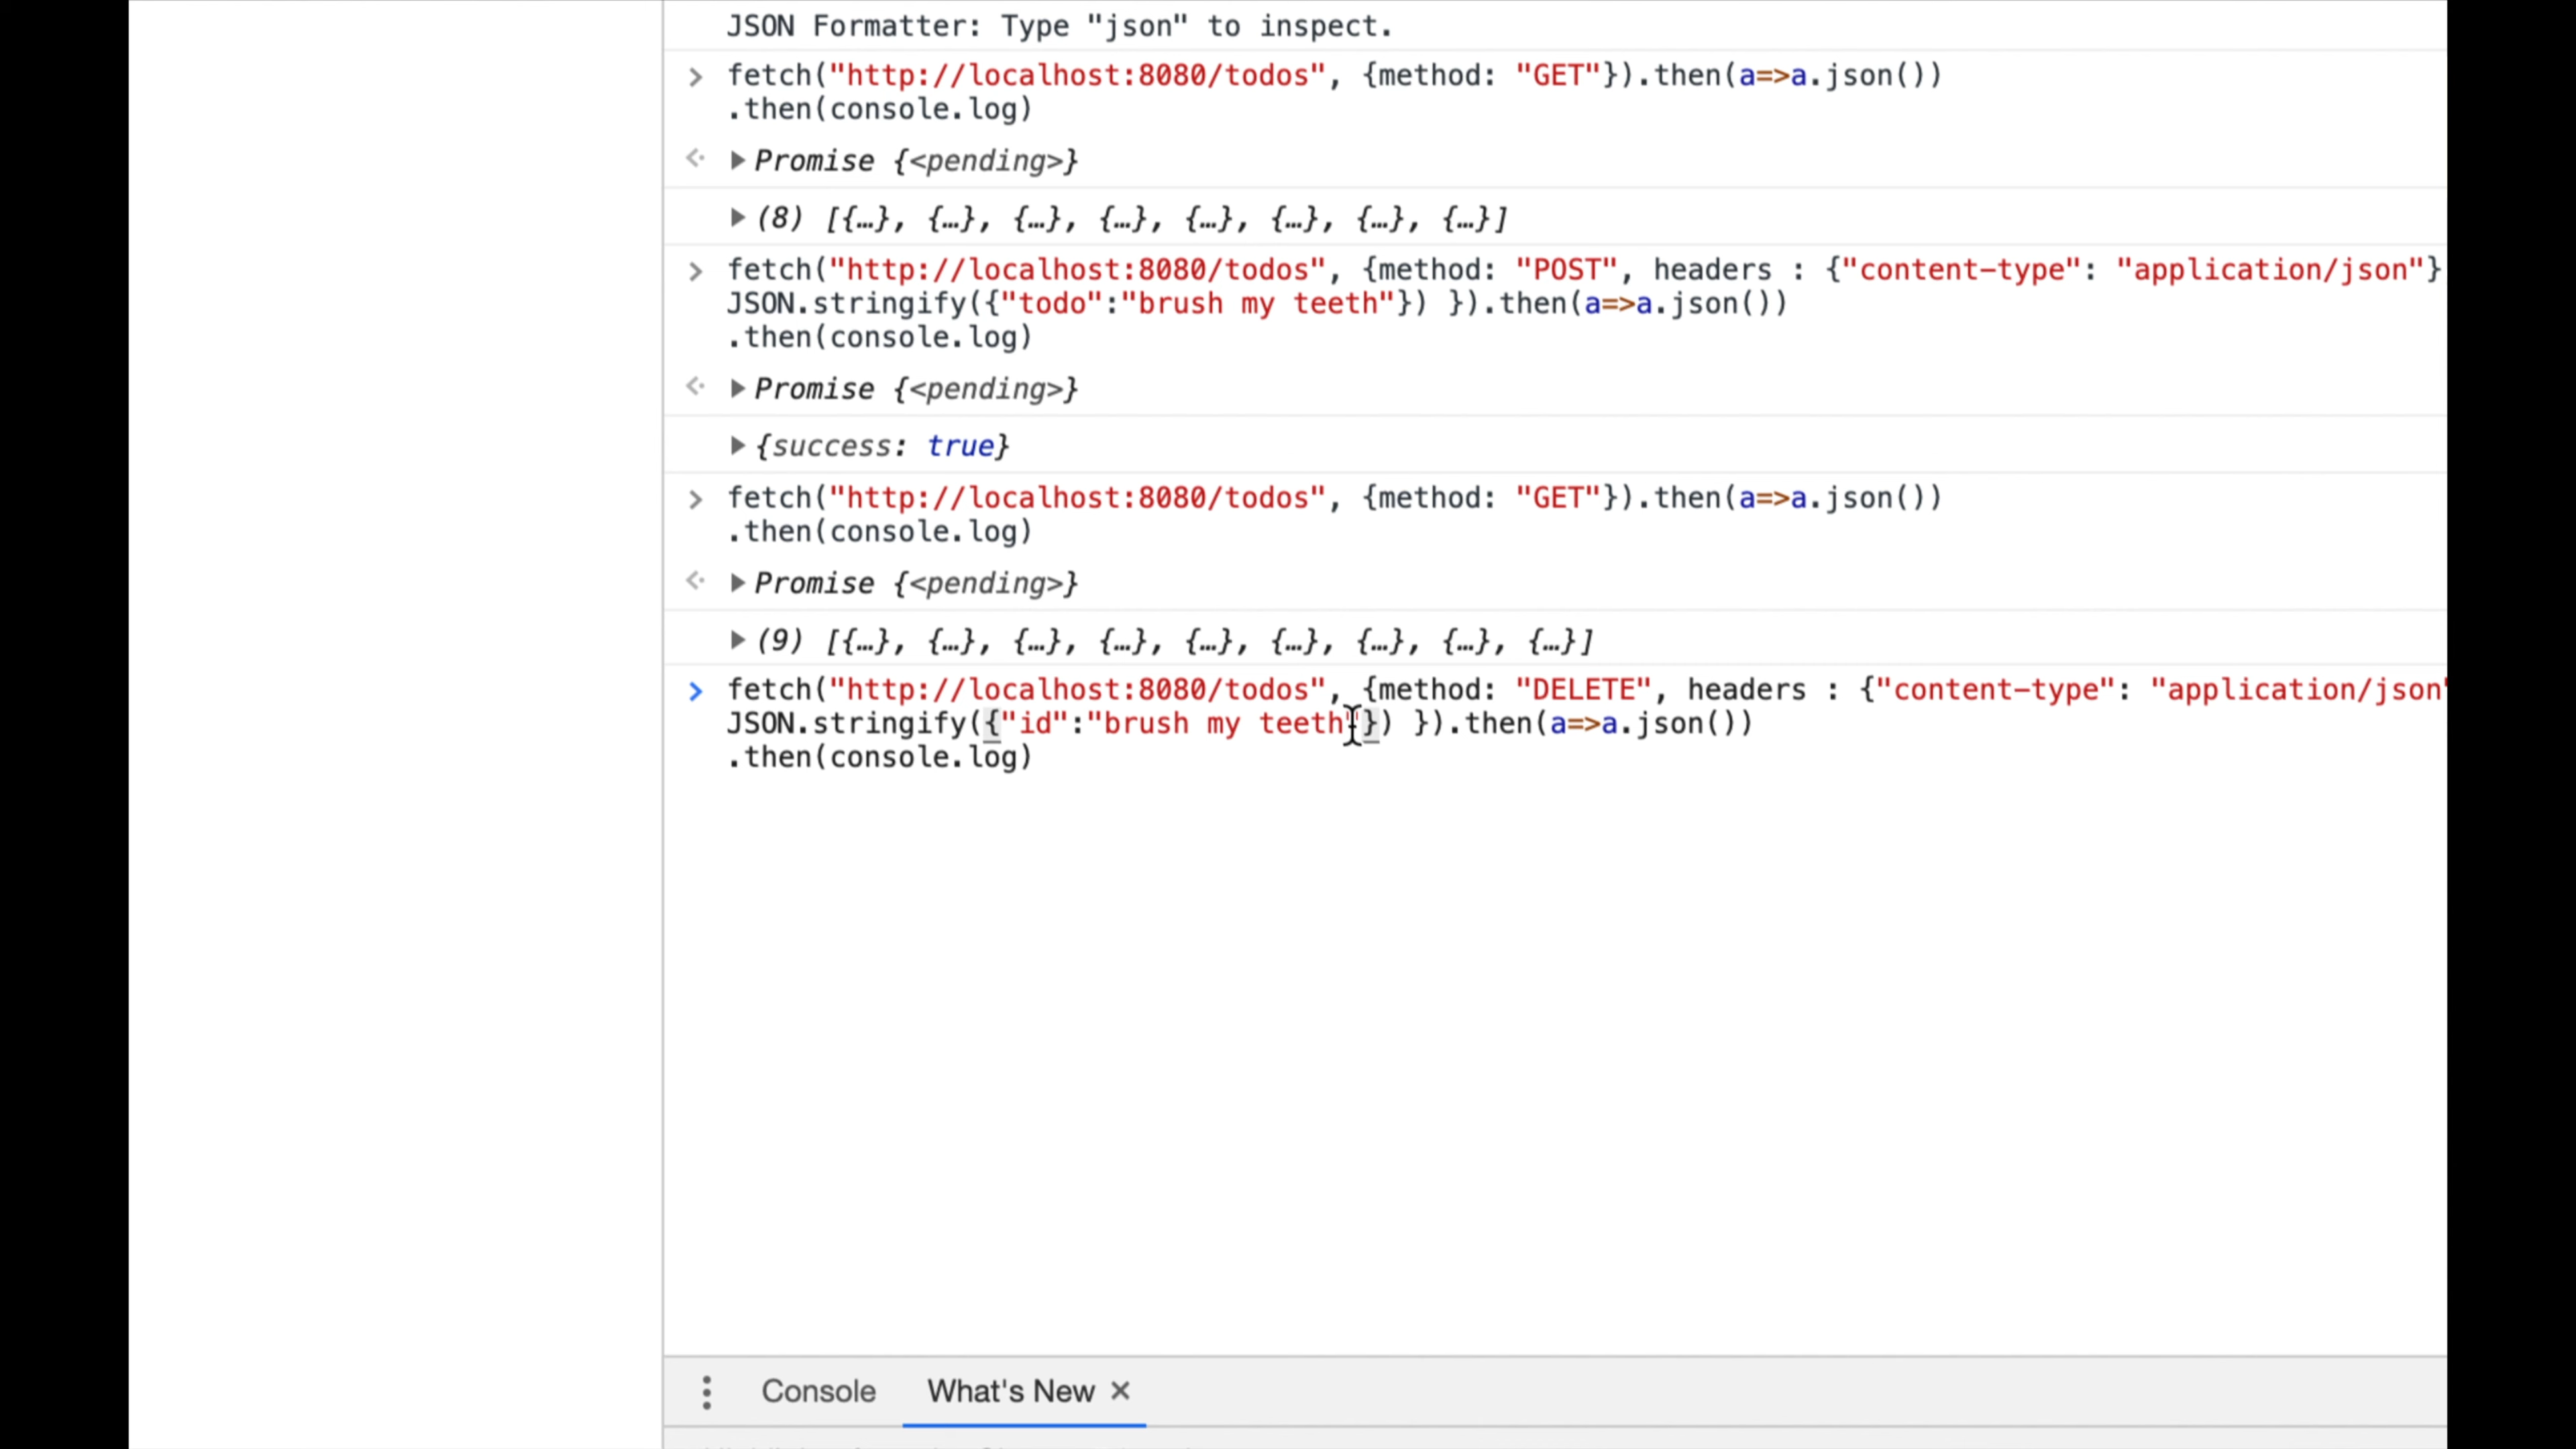 JSON Formatter: Type "json" to inspect.
fetch("http://localhost:8080/todos", {method: "GET"}).then(a=>a.json())
.then(console.log)
Promise {<pending>}
(8) [{…}, {…}, {…}, {…}, {…}, {…}, {…}, {…}]
fetch("http://localhost:8080/todos", {method: "POST", headers : {"content-type": "application/json"}
JSON.stringify({"todo":"brush my teeth"}) }).then(a=>a.json())
.then(console.log)
Promise {<pending>}
{success: true}
fetch("http://localhost:8080/todos", {method: "GET"}).then(a=>a.json())
.then(console.log)
Promise {<pending>}
(9) [{…}, {…}, {…}, {…}, {…}, {…}, {…}, {…}, {…}]
fetch("http://localhost:8080/todos", {method: "DELETE", headers : {"content-type": "application/json"
JSON.stringify({"id":"brush my teeth"}) }).then(a=>a.json())
.then(console.log)
Console What's New